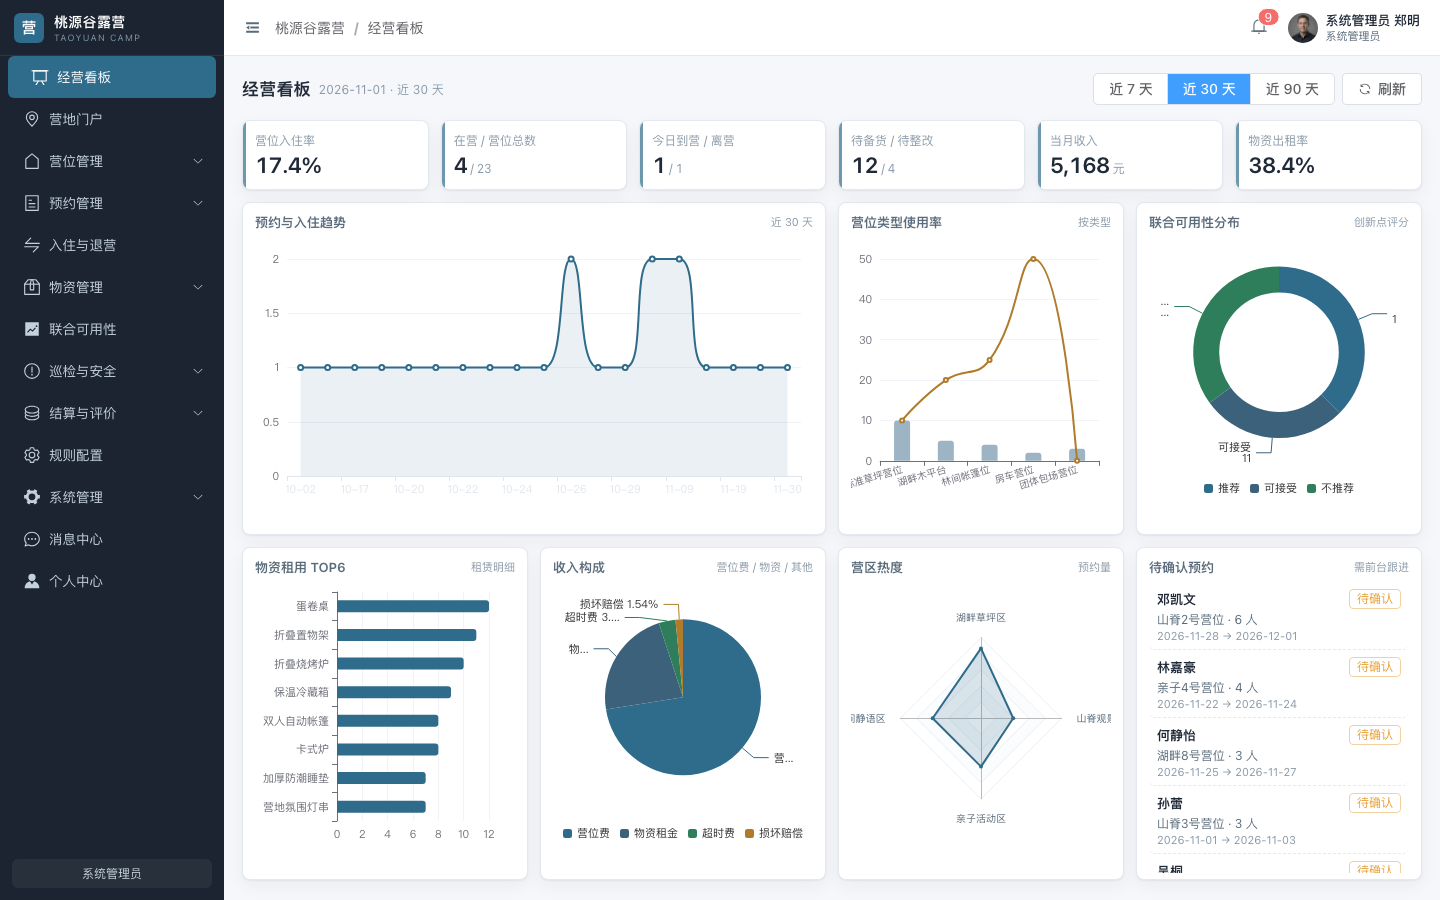 营
桃源谷露营
TAOYUAN CAMP
经营看板
营地门户
营位管理
预约管理
入住与退营
物资管理
联合可用性
巡检与安全
结算与评价
规则配置
系统管理
消息中心
个人中心
系统管理员
桃源谷露营 / 经营看板
9
系统管理员 郑明
系统管理员
经营看板 2026-11-01 · 近 30 天
近 7 天
近 30 天
近 90 天
刷新
营位入住率
17.4%
在营 / 营位总数
4 / 23
今日到营 / 离营
1 / 1
待备货 / 待整改
12 / 4
当月收入
5,168 元
物资出租率
38.4%
预约与入住趋势
近 30 天
2
1.5
1
0.5
0
10-02
10-17
10-20
10-22
10-24
10-26
10-29
11-09
11-19
11-30
营位类型使用率
按类型
50
40
30
20
10
0
准草坪营位
湖畔木平台
林间帐篷位
房车营位
团体包场营位
联合可用性分布
创新点评分
...
...
1
可接受
11
推荐
可接受
不推荐
物资租用 TOP6
租赁明细
蛋卷桌
折叠置物架
折叠烧烤炉
保温冷藏箱
双人自动帐篷
卡式炉
加厚防潮睡垫
营地氛围灯串
0 2 4 6 8 10 12
收入构成
营位费 / 物资 / 其他
损坏赔偿 1.54%
超时费 3....
物...
营...
营位费
物资租金
超时费
损坏赔偿
营区热度
预约量
湖畔草坪区
静语区
山脊观
亲子活动区
待确认预约
需前台跟进
邓凯文
待确认
山脊2号营位 · 6 人
2026-11-28 → 2026-12-01
林嘉豪
待确认
亲子4号营位 · 4 人
2026-11-22 → 2026-11-24
何静怡
待确认
湖畔8号营位 · 3 人
2026-11-25 → 2026-11-27
孙蕾
待确认
山脊3号营位 · 3 人
2026-11-01 → 2026-11-03
吴桐
待确认